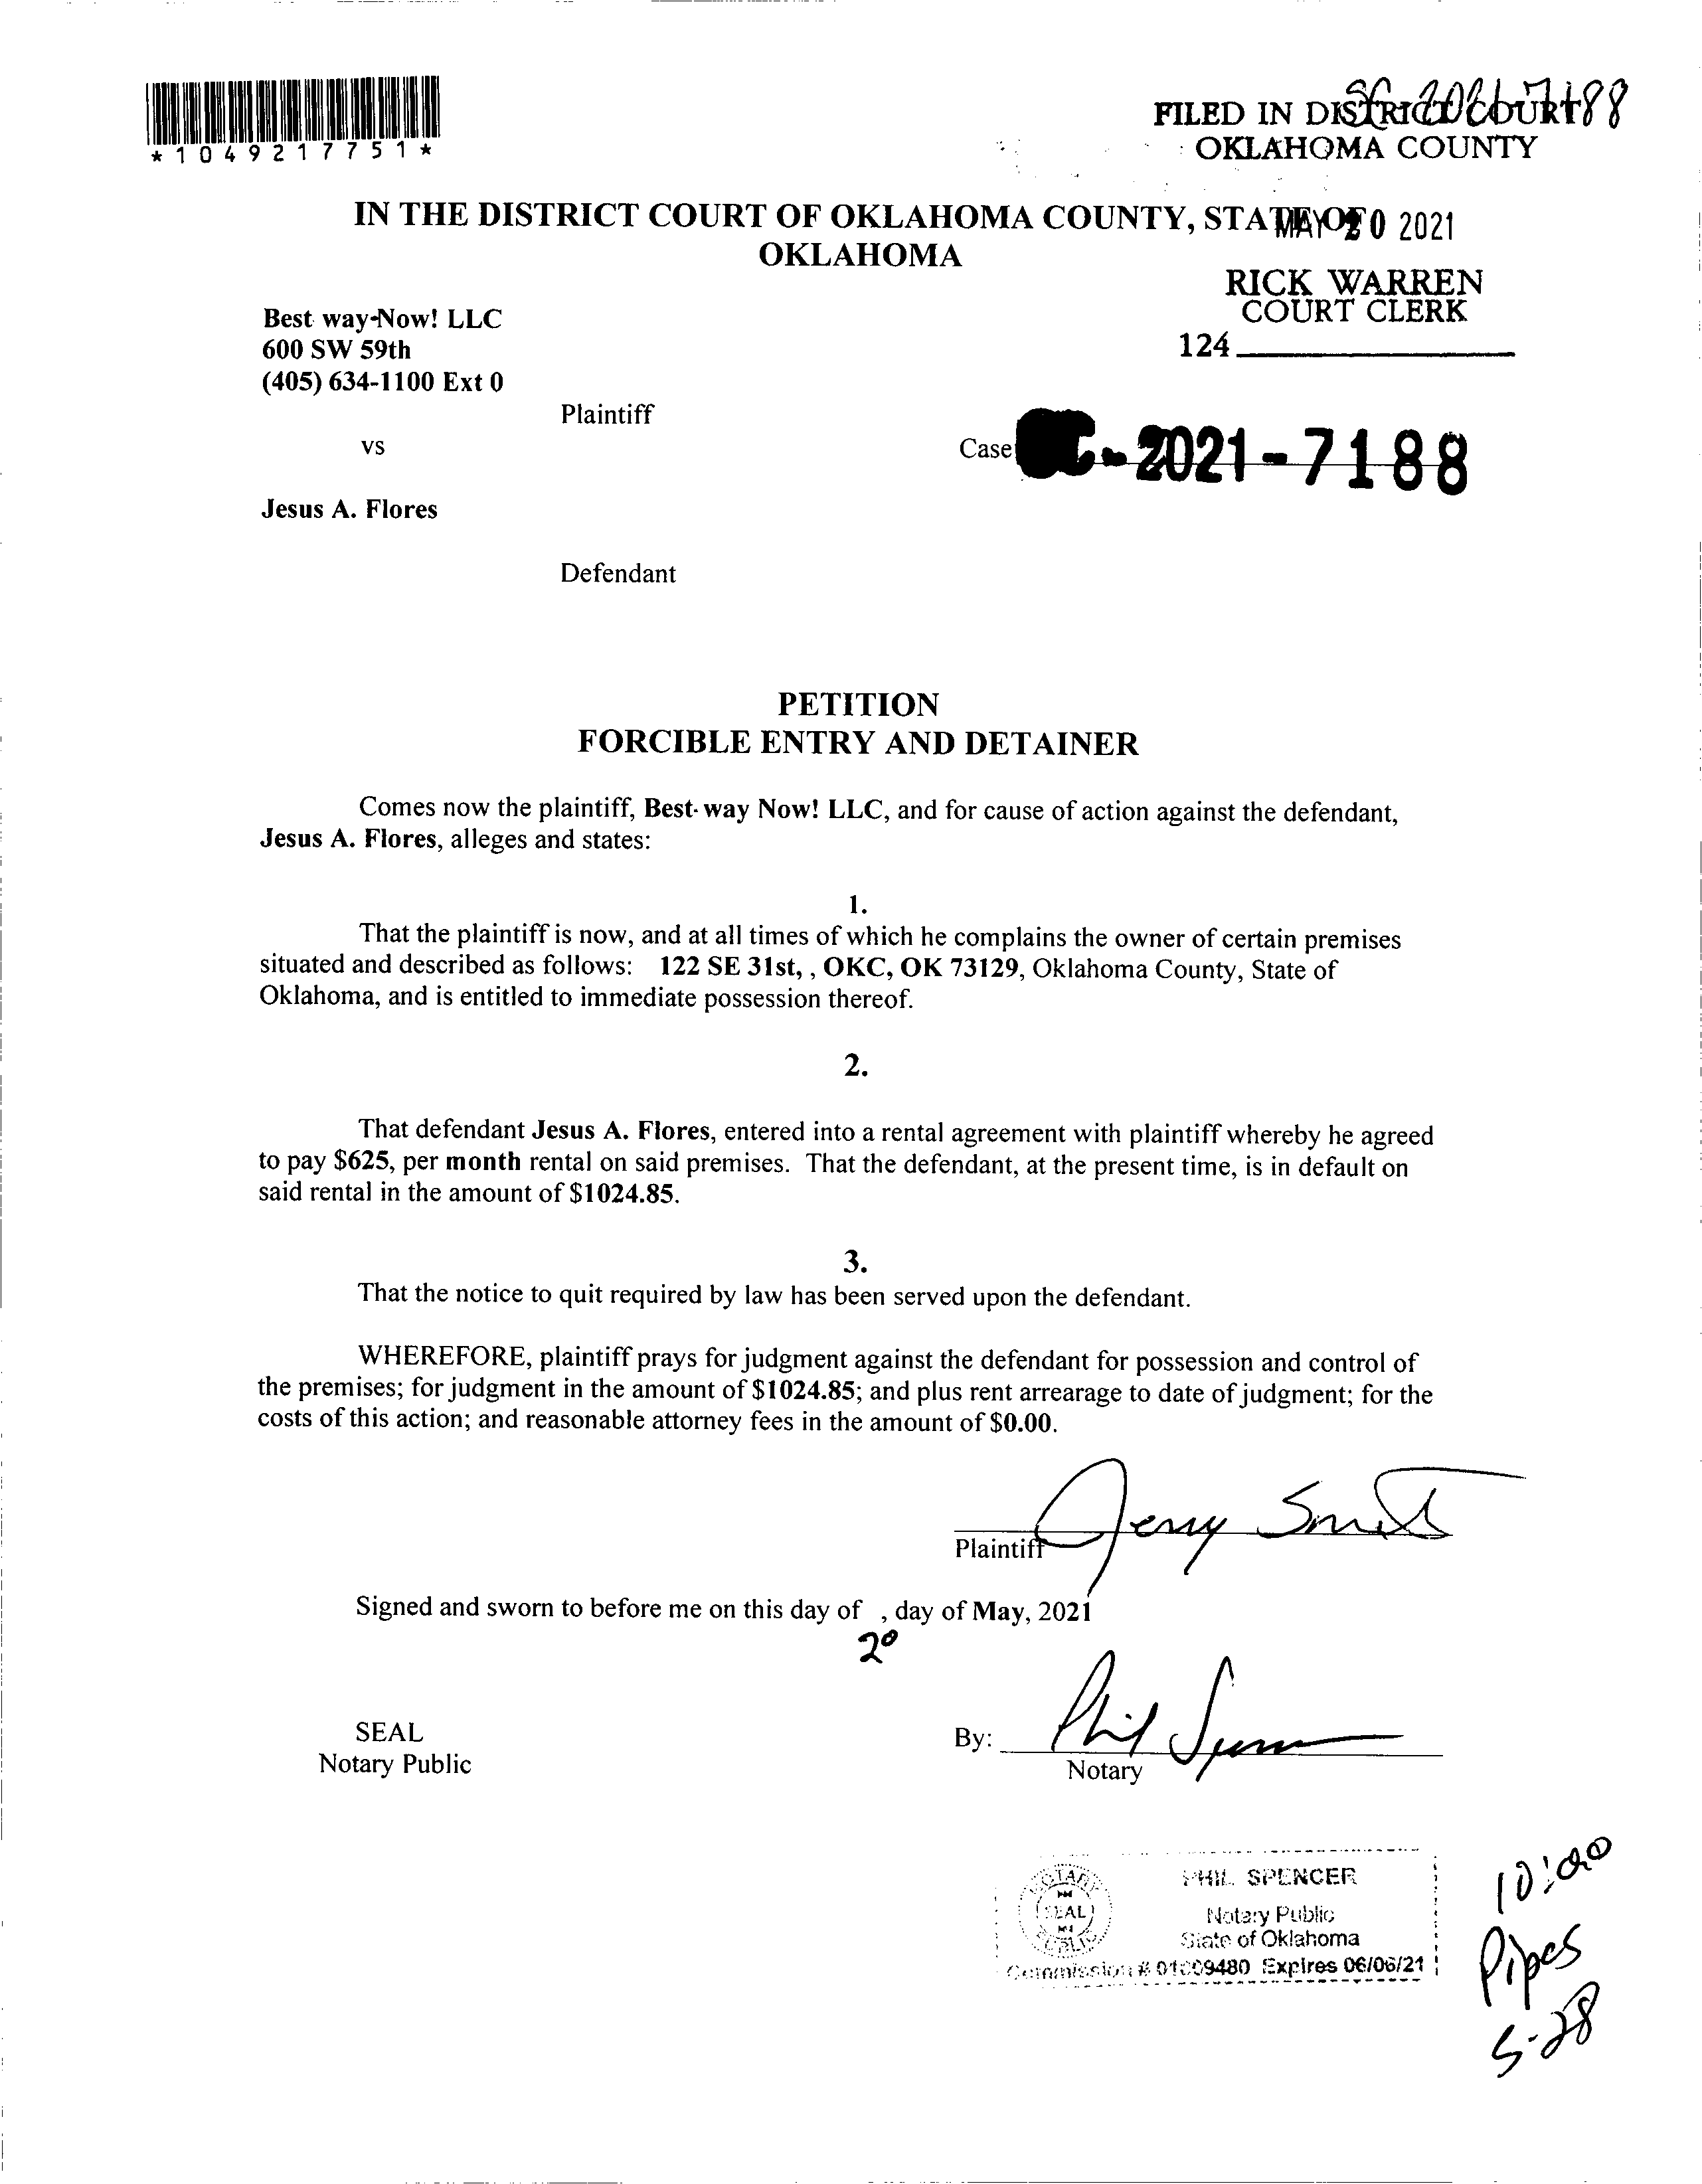 *1049217751*
FILED IN DISTRICT COURT
OKLAHOMA COUNTY
IN THE DISTRICT COURT OF OKLAHOMA COUNTY, STATE OF
MAY 20 2021
OKLAHOMA
RICK WARREN
COURT CLERK
124
Best way-Now! LLC
600 SW 59th
(405) 634-1100 Ext 0
Plaintiff
vs
Case
-2021-7188
Jesus A. Flores
Defendant
PETITION
FORCIBLE ENTRY AND DETAINER
Comes now the plaintiff, Best-way Now! LLC, and for cause of action against the defendant,
Jesus A. Flores, alleges and states:
1.
That the plaintiff is now, and at all times of which he complains the owner of certain premises
situated and described as follows: 122 SE 31st, , OKC, OK 73129, Oklahoma County, State of
Oklahoma, and is entitled to immediate possession thereof.
2.
That defendant Jesus A. Flores, entered into a rental agreement with plaintiff whereby he agreed
to pay $625, per month rental on said premises. That the defendant, at the present time, is in default on
said rental in the amount of $1024.85.
3.
That the notice to quit required by law has been served upon the defendant.
WHEREFORE, plaintiff prays for judgment against the defendant for possession and control of
the premises; for judgment in the amount of $1024.85; and plus rent arrearage to date of judgment; for the
costs of this action; and reasonable attorney fees in the amount of $0.00.
Jerry Smith
Plaintiff
Signed and sworn to before me on this day of , day of May, 2021
20
SEAL
Notary Public
By: Phil Spencer
Notary
NOTARY
SEAL
PUBLIC
PHIL SPENCER
Notary Public
State of Oklahoma
Commission # 01009480 Expires 06/06/21
10:00
Pipes
5-28